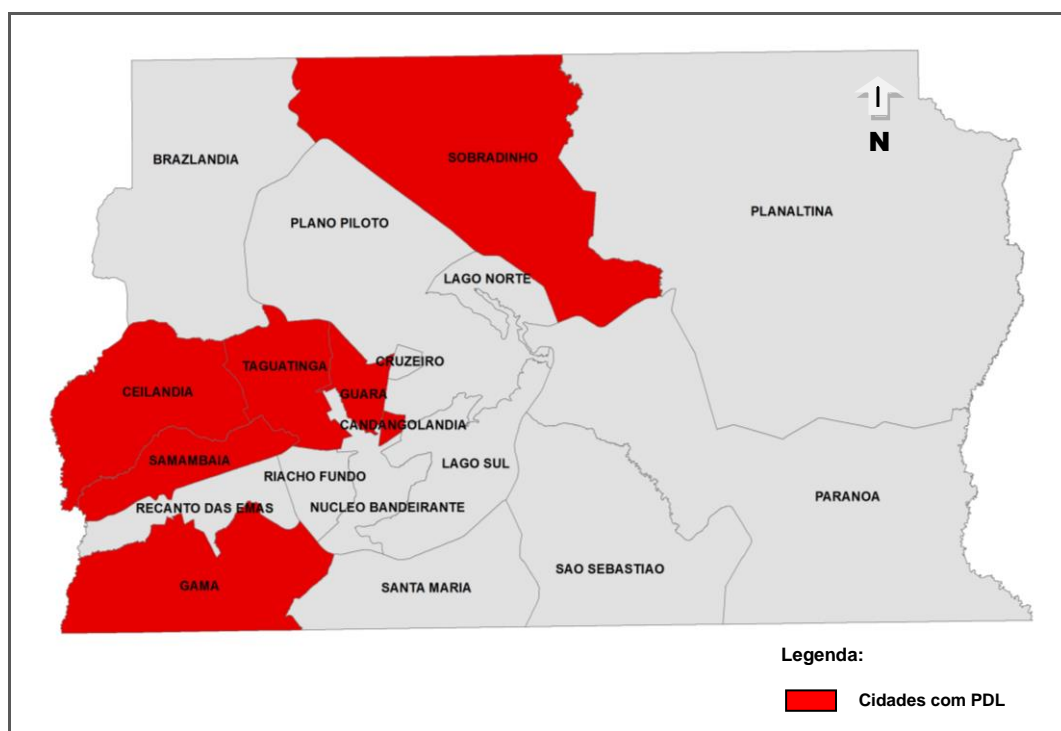 N
BRAZLANDIA
SOBRADINHO
PLANALTINA
PLANO PILOTO
LAGO NORTE
CRUZEIRO
TAGUATINGA
CEILANDIA
GUARA
CANDANGOLANDIA
SAMAMBAIA
LAGO SUL
RIACHO FUNDO
PARANOA
RECANTO DAS EMAS
NUCLEO BANDEIRANTE
SAO SEBASTIAO
GAMA
SANTA MARIA
Legenda:
Cidades com PDL